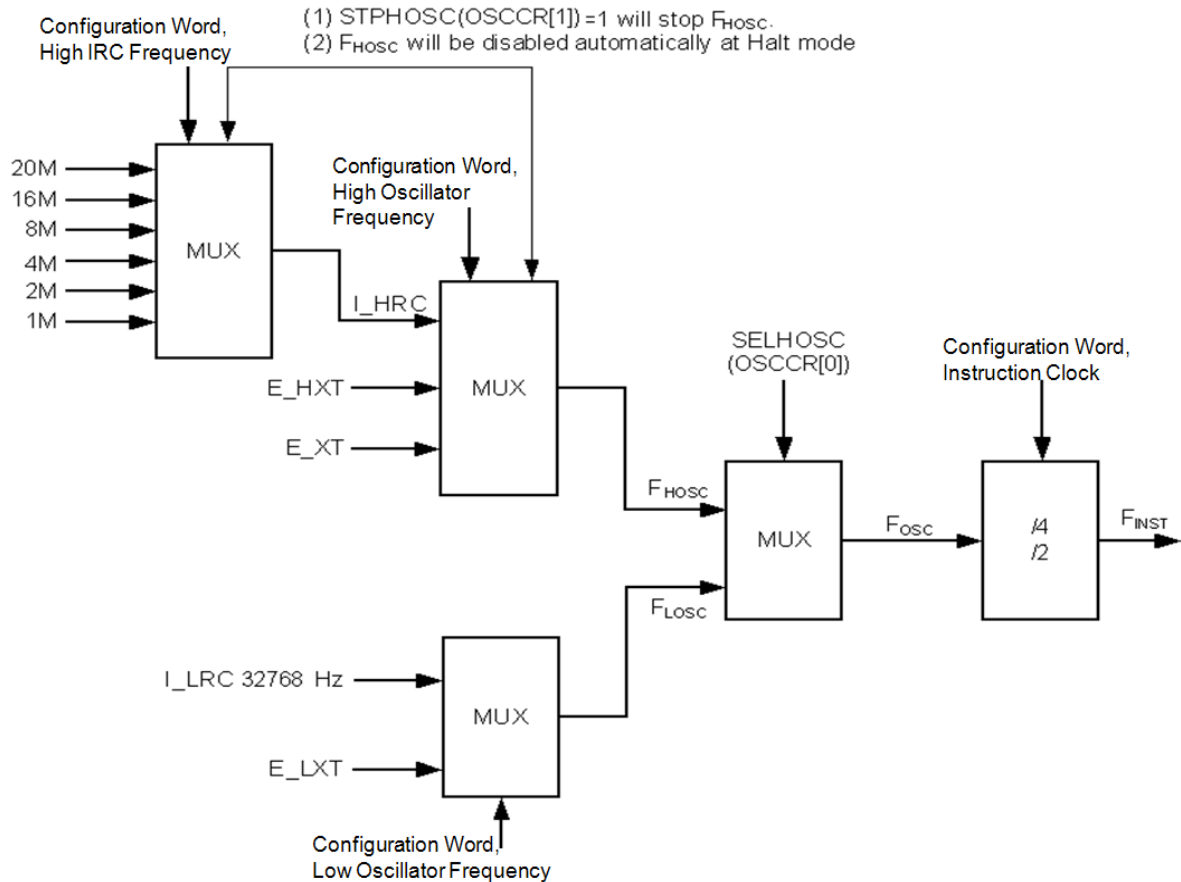 (1) STPHOSC(OSCCR[1])=1 will stop FHOSC.
(2) FHOSC will be disabled automatically at Halt mode
Configuration Word,
High IRC Frequency
20M
16M
8M
4M
2M
1M
MUX
Configuration Word,
High Oscillator
Frequency
I_HRC
E_HXT
E_XT
MUX
SELHOSC
(OSCCR[0])
Configuration Word,
Instruction Clock
FHOSC
FLOSC
MUX
FOSC
/4
/2
FINST
I_LRC 32768 Hz
E_LXT
MUX
Configuration Word,
Low Oscillator Frequency